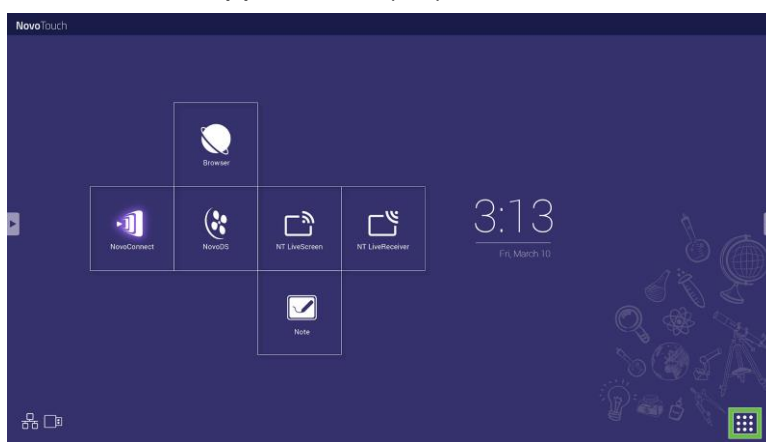 NovoTouch
Browser
NovoConnect
NovoDS
NT LiveScreen
NT LiveReceiver
3:13
Fri, March 10
Note